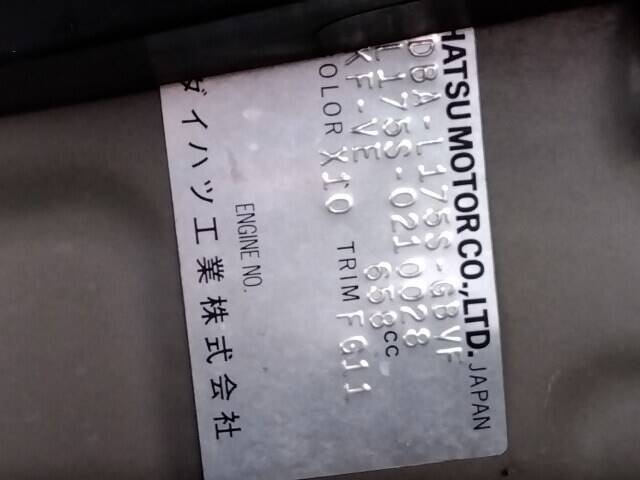 HATSU MOTOR CO., LTD. JAPAN
DBA-L175S-GBVF
L175S-0210028
KF-VE 658cc
COLOR X10 TRIM FG11
ENGINE NO.
ダイハツ工業株式会社